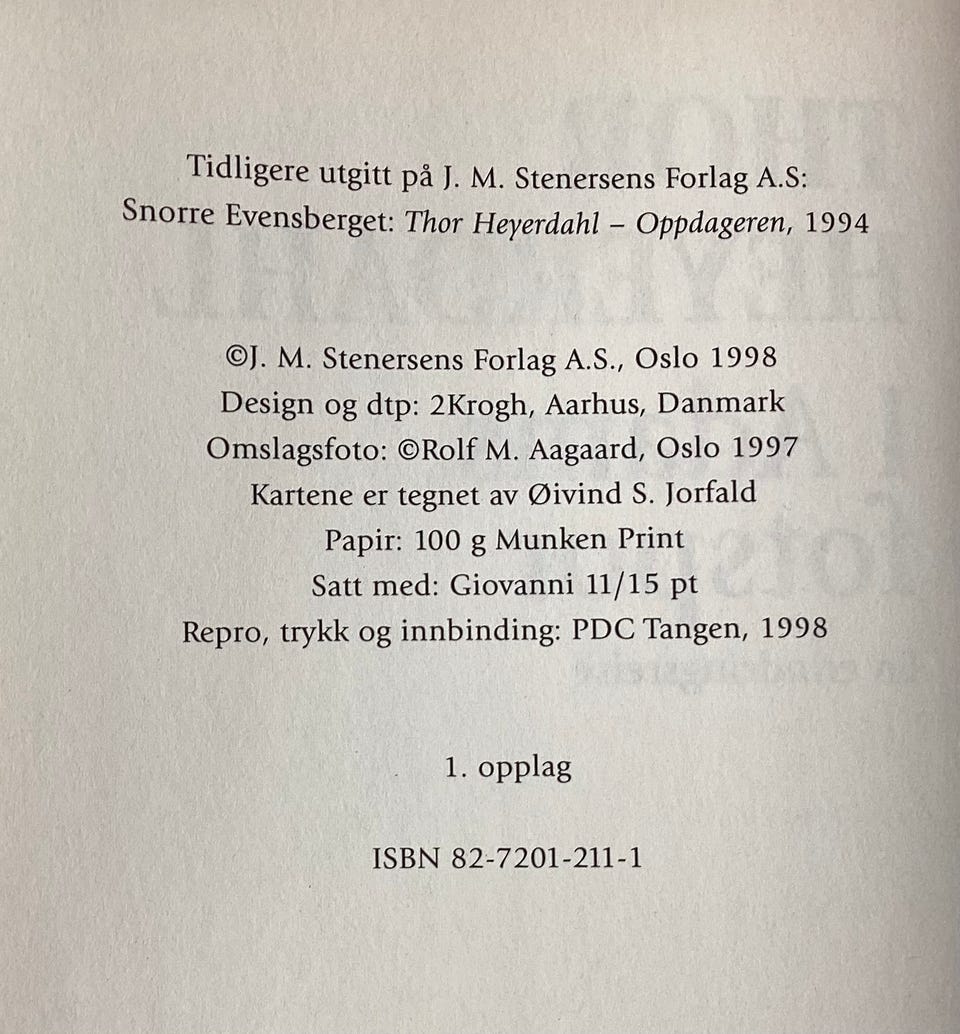 Tidligere utgitt på J. M. Stenersens Forlag A.S:
Snorre Evensberget: Thor Heyerdahl – Oppdageren, 1994
©J. M. Stenersens Forlag A.S., Oslo 1998
Design og dtp: 2Krogh, Aarhus, Danmark
Omslagsfoto: ©Rolf M. Aagaard, Oslo 1997
Kartene er tegnet av Øivind S. Jorfald
Papir: 100 g Munken Print
Satt med: Giovanni 11/15 pt
Repro, trykk og innbinding: PDC Tangen, 1998
1. opplag
ISBN 82-7201-211-1